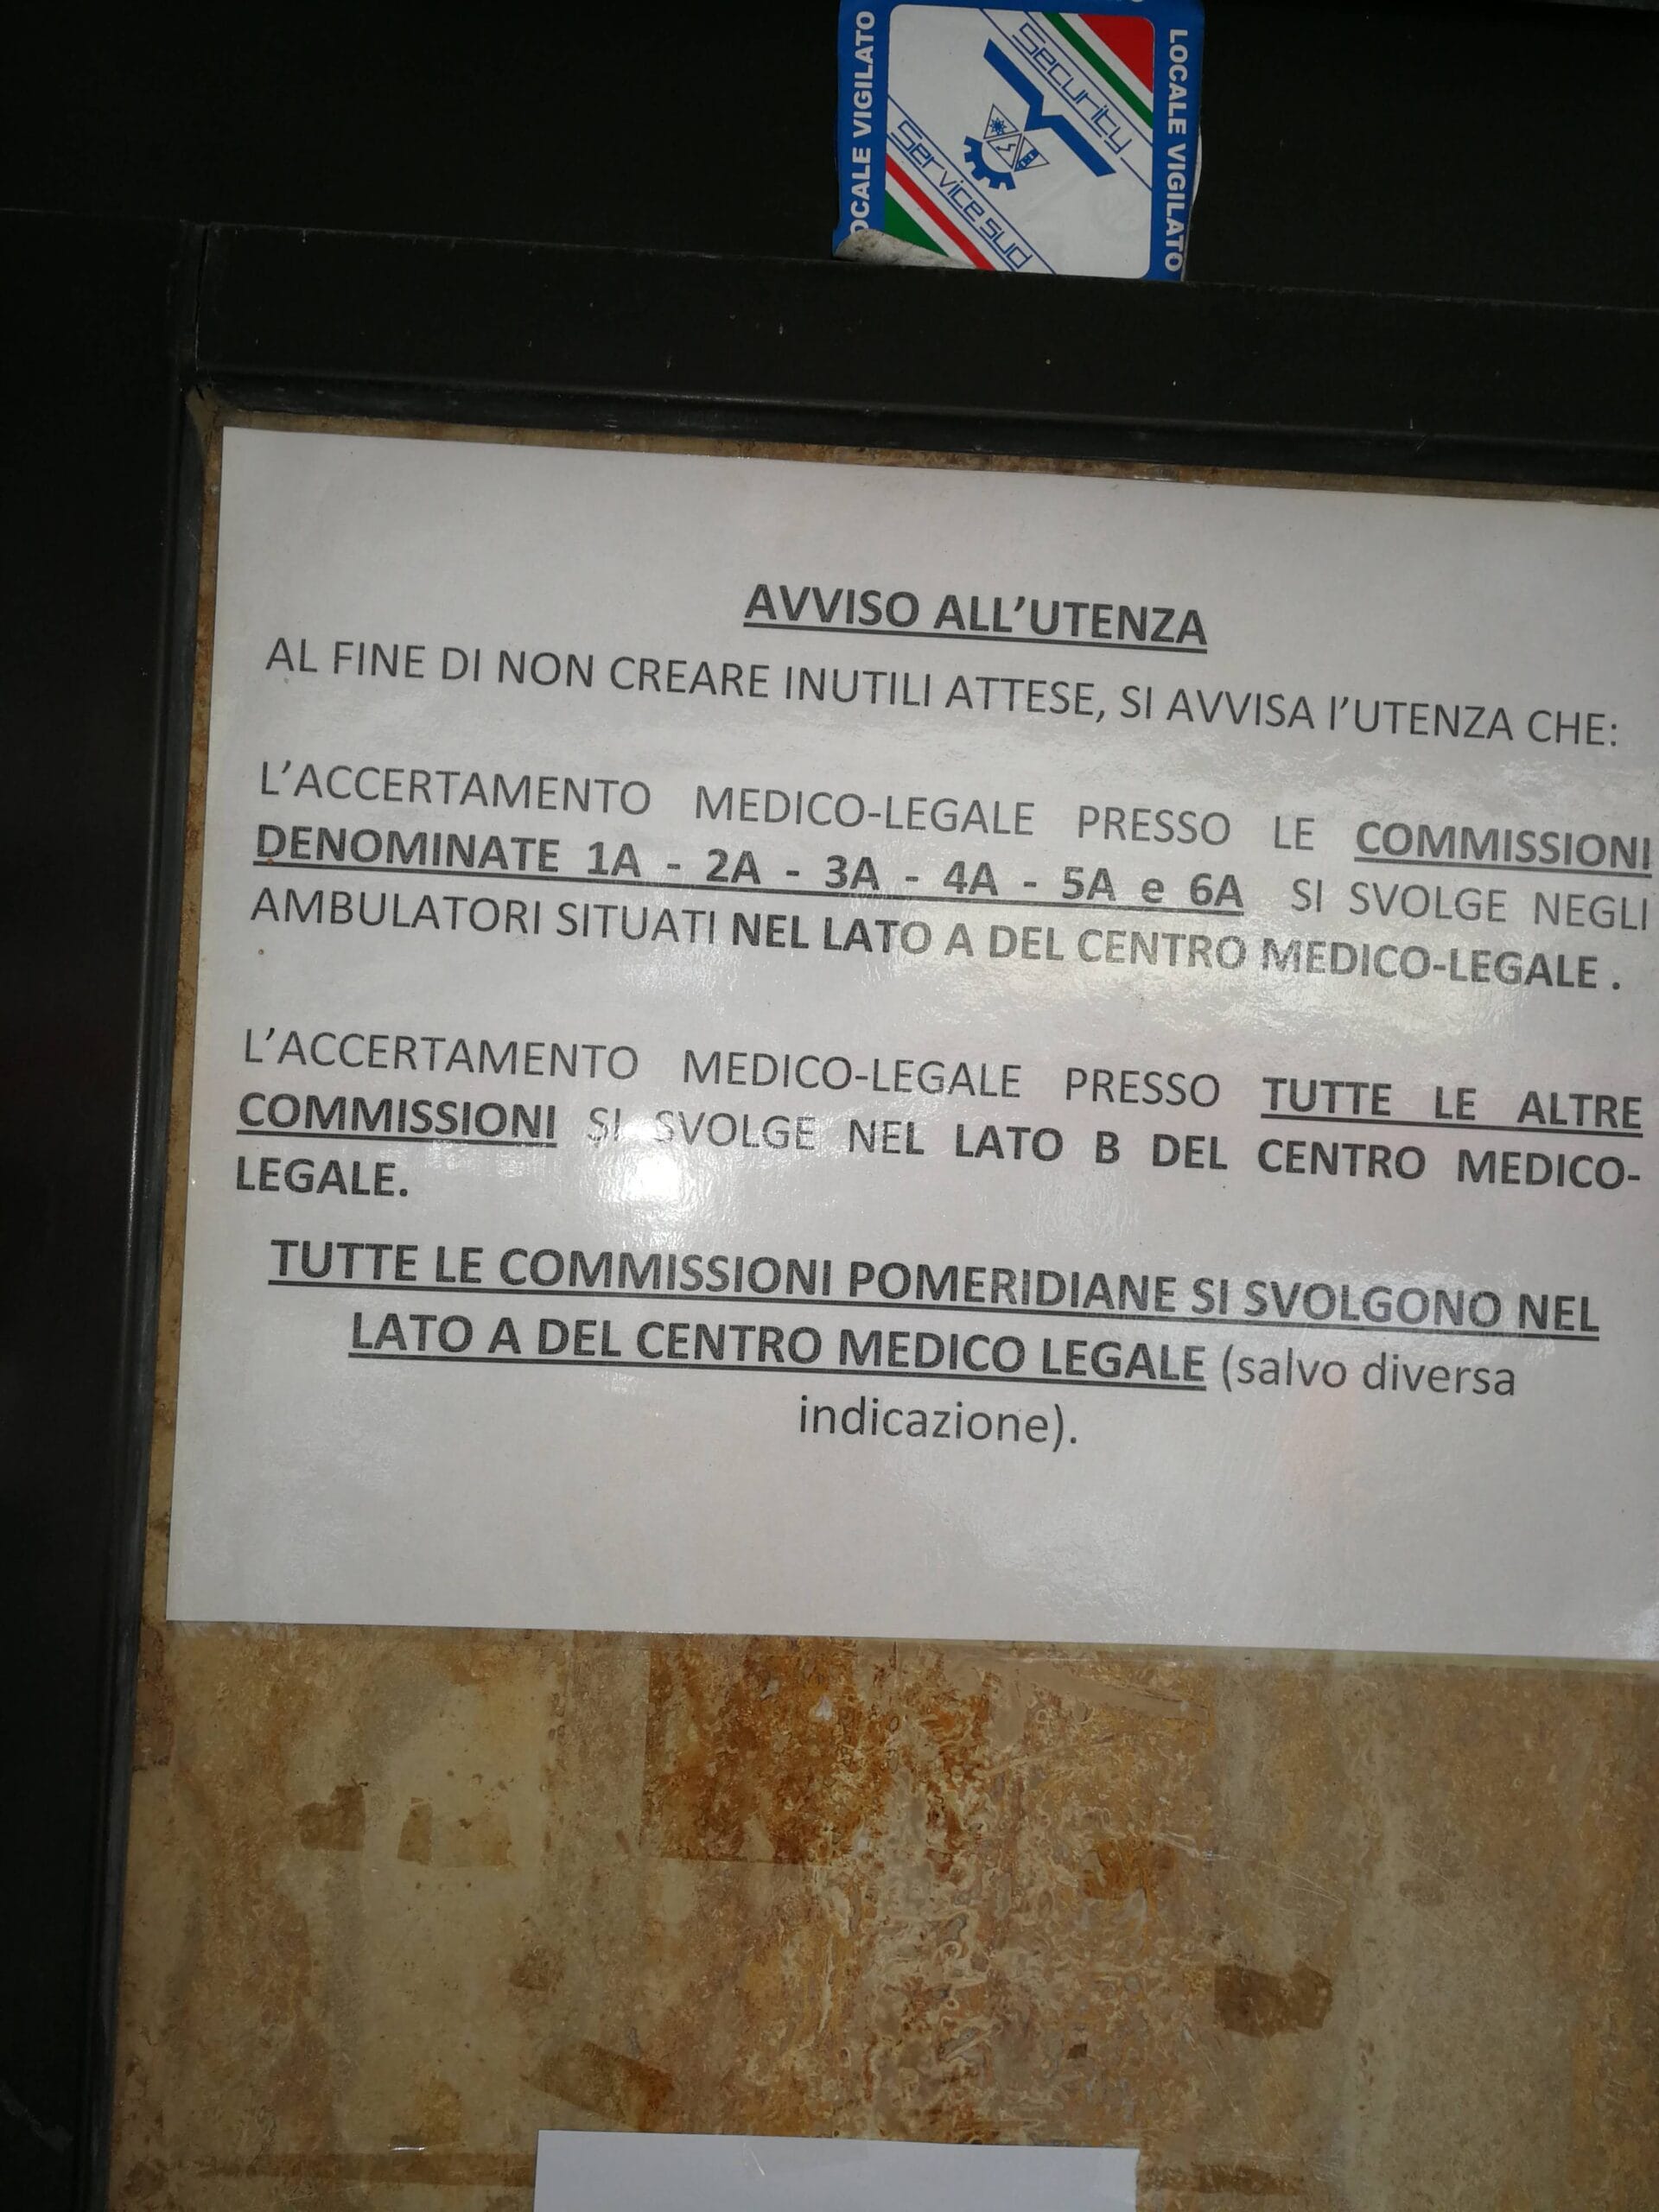 LOCALE VIGILATO
OCALE VIGILATO
Security
Service sud
AVVISO ALL’UTENZA
AL FINE DI NON CREARE INUTILI ATTESE, SI AVVISA l’UTENZA CHE:
L’ACCERTAMENTO MEDICO-LEGALE PRESSO LE COMMISSIONI
DENOMINATE 1A - 2A - 3A - 4A - 5A e 6A SI SVOLGE NEGLI
AMBULATORI SITUATI NEL LATO A DEL CENTRO MEDICO-LEGALE .
L’ACCERTAMENTO MEDICO-LEGALE PRESSO TUTTE LE ALTRE
COMMISSIONI SI SVOLGE NEL LATO B DEL CENTRO MEDICO-
LEGALE.
TUTTE LE COMMISSIONI POMERIDIANE SI SVOLGONO NEL
LATO A DEL CENTRO MEDICO LEGALE (salvo diversa
indicazione).